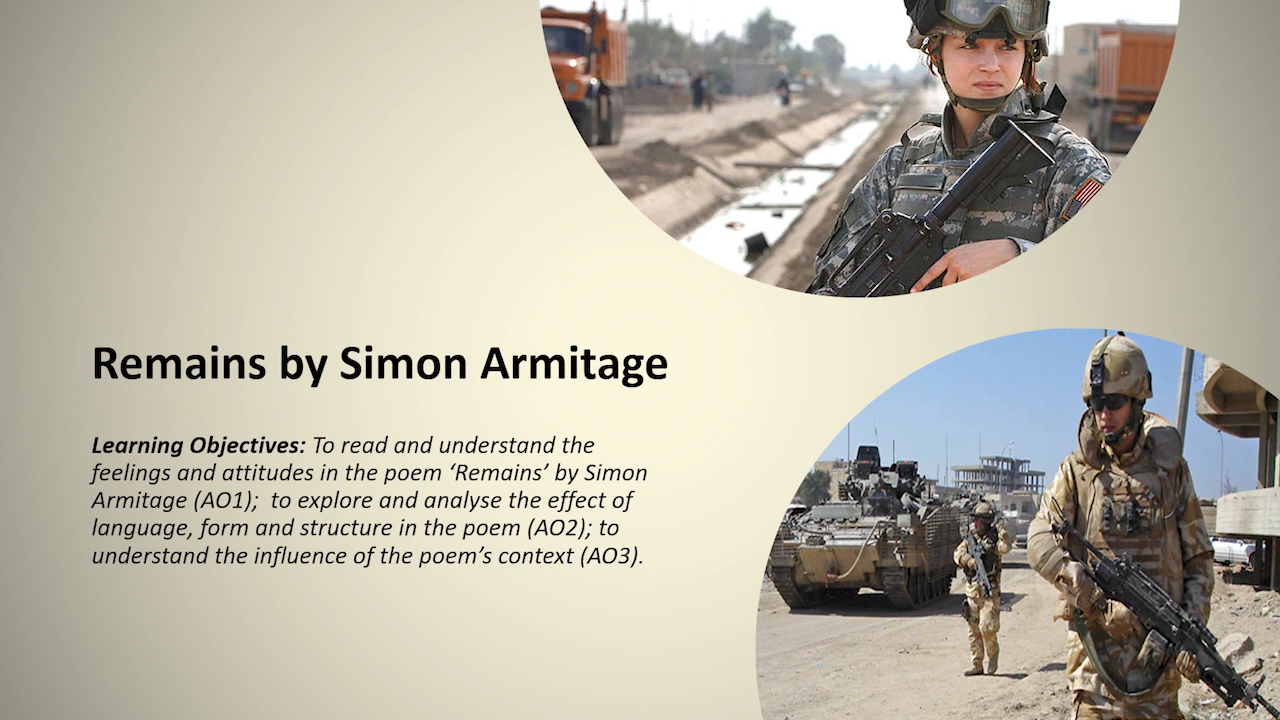 Remains by Simon Armitage
Learning Objectives: To read and understand the
feelings and attitudes in the poem ‘Remains’ by Simon
Armitage (AO1);  to explore and analyse the effect of
language, form and structure in the poem (AO2); to
understand the influence of the poem’s context (AO3).